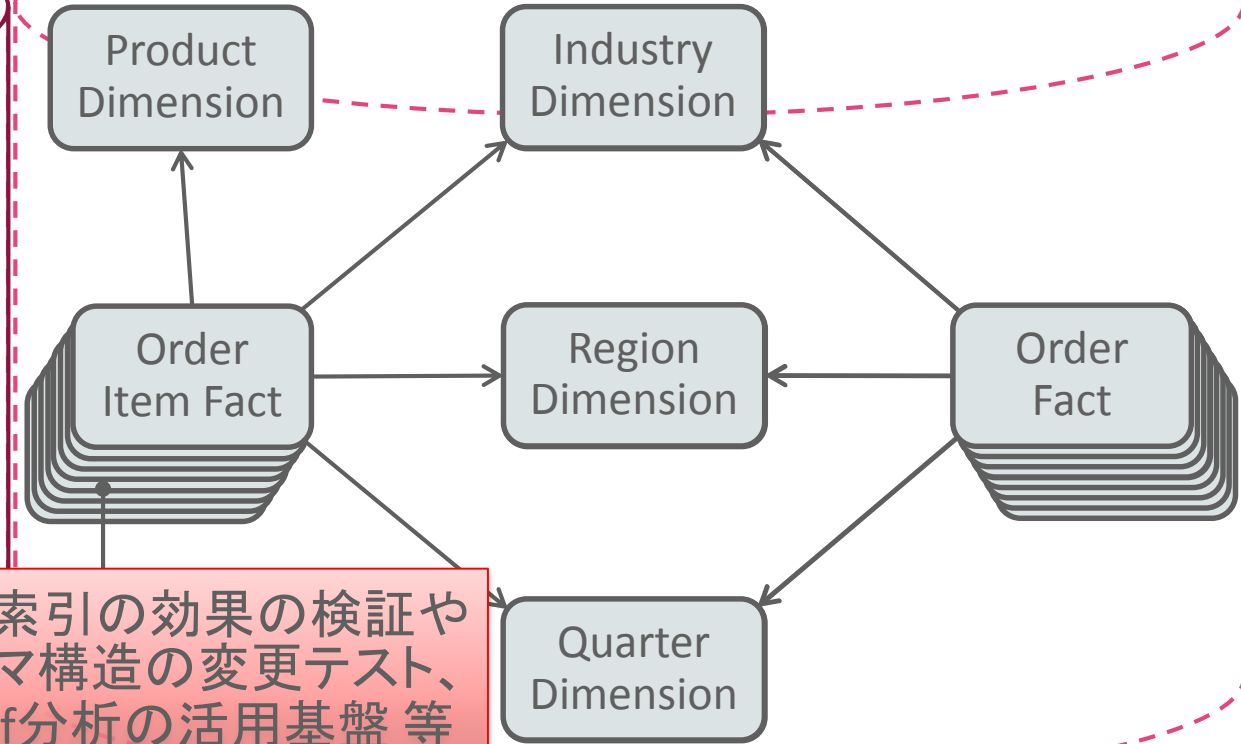 Product
Dimension
Industry
Dimension
Order
Item Fact
Region
Dimension
Order
Fact
Quarter
Dimension
索引の効果の検証や
マ構造の変更テスト、
f分析の活用基盤 等